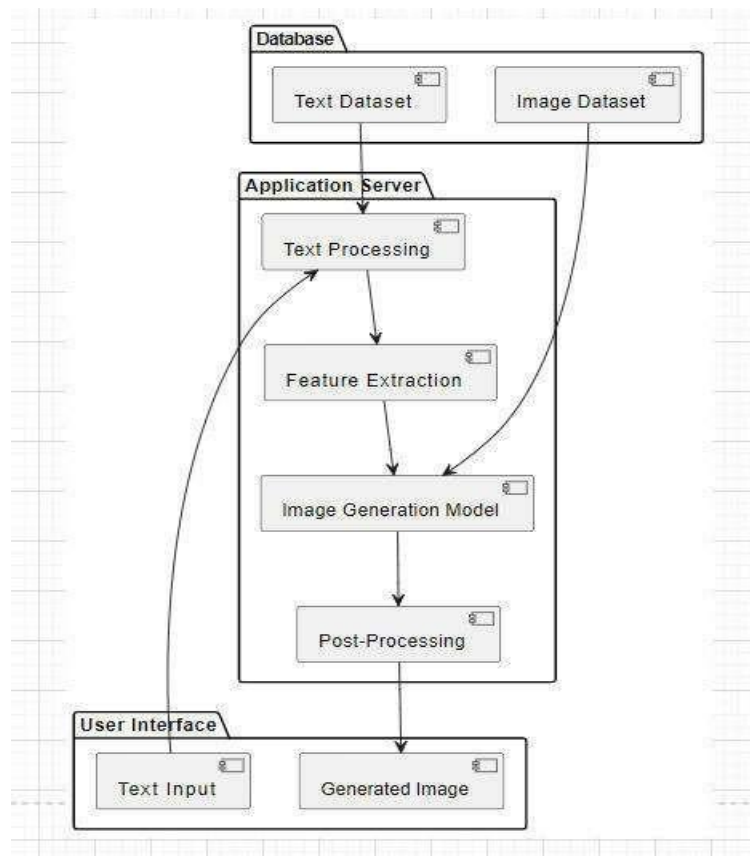 Database
Text Dataset
Image Dataset
Application Server
Text Processing
Feature Extraction
Image Generation Model
Post-Processing
User Interface
Text Input
Generated Image